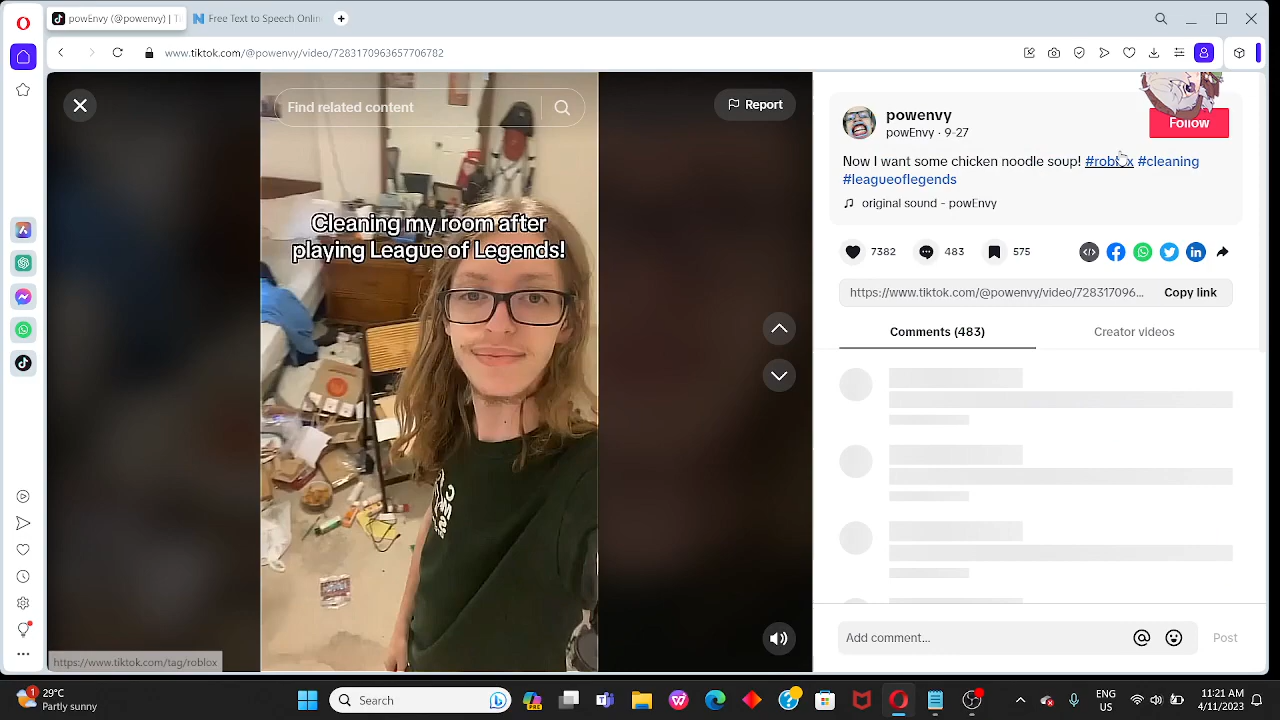 powEnvy (@powenvy) | Ti
Free Text to Speech Onlin
www.tiktok.com/@powenvy/video/7283170963657706782
Find related content
Report
Cleaning my room after
playing League of Legends!
powenvy
powEnvy · 9-27
Follow
Now I want some chicken noodle soup! #roblox #cleaning
#leagueoflegends
original sound - powEnvy
7382
483
575
https://www.tiktok.com/@powenvy/video/728317096...
Copy link
Comments (483)
Creator videos
Add comment...
Post
https://www.tiktok.com/tag/roblox
1
29°C
Partly sunny
Search
PRE
ENG
US
11:21 AM
4/11/2023